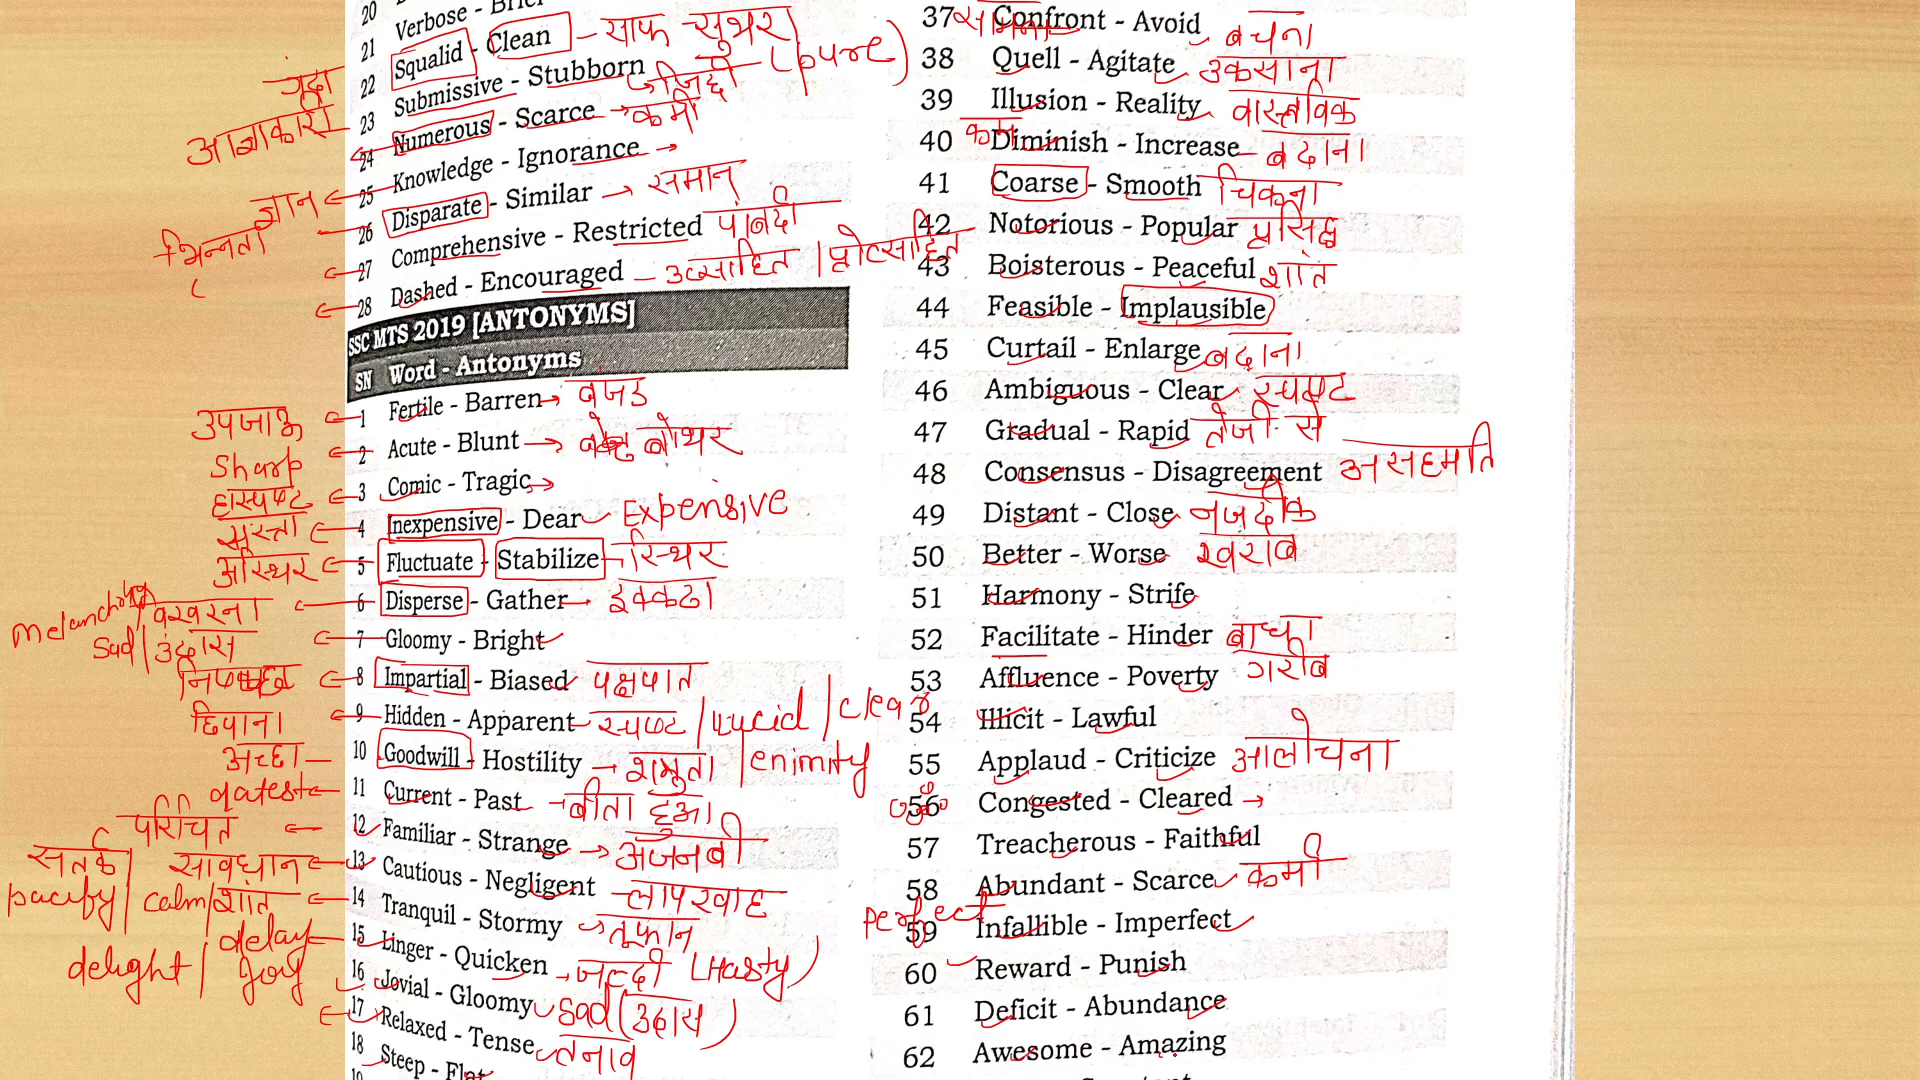 20
21 Verbose - Brief
गंदा 22 Squalid - Clean - साफ सुथर (pure)
आज्ञाकारी 23 Submissive - Stubborn जिद्दी
24 Numerous - Scarce → कमी
ज्ञान 25 Knowledge - Ignorance →
भिन्नता 26 Disparate - Similar → समान
27 Comprehensive - Restricted पांबदी
28 Dashed - Encouraged - उत्साहित / प्रोत्साहित
SSC MTS 2019 [ANTONYMS]
SN Word - Antonyms
उपजाऊ 1 Fertile - Barren → बंजड
Sharp 2 Acute - Blunt → बोथर
हास्यष्ट 3 Comic - Tragic →
सस्ता 4 Inexpensive - Dear Expensive
अस्थिर 5 Fluctuate - Stabilize स्थिर
बिखरना 6 Disperse - Gather इक्कठा
melancholy sad / उदास 7 Gloomy - Bright
8 Impartial - Biased पक्षपात
छिपाना 9 Hidden - Apparent स्पष्ट / Lucid / clear
अच्छा 10 Goodwill - Hostility → शत्रुता / enimity
qatest 11 Current - Past → बीता हुआ
परिचित 12 Familiar - Strange → अजनबी
सतर्क / सावधान 13 Cautious - Negligent लापरवाह
pacify / calm / शांत 14 Tranquil - Stormy → तूफान
delay 15 Linger - Quicken → जल्दी (Hasty)
delight / Joy 16 Jovial - Gloomy Sad (उदास)
17 Relaxed - Tense तनाव
18 Steep - Flat
19
37 सामना Confront - Avoid बचना
38 Quell - Agitate उकसाना
39 Illusion - Reality वास्तविक
40 कम Diminish - Increase बढाना
41 Coarse - Smooth चिकना
42 Notorious - Popular प्रसिद्ध
43 Boisterous - Peaceful शांत
44 Feasible - Implausible
45 Curtail - Enlarge बढ़ाना
46 Ambiguous - Clear स्पष्ट
47 Gradual - Rapid तेजी से
48 Consensus - Disagreement असहमति
49 Distant - Close नजदीक
50 Better - Worse खराब
51 Harmony - Strife
52 Facilitate - Hinder बाधा
53 Affluence - Poverty गरीब
54 Illicit - Lawful
55 Applaud - Criticize आलोचना
56 Congested - Cleared →
57 Treacherous - Faithful
58 Abundant - Scarce कमी
59 perfect Infallible - Imperfect
60 Reward - Punish
61 Deficit - Abundance
62 Awesome - Amazing